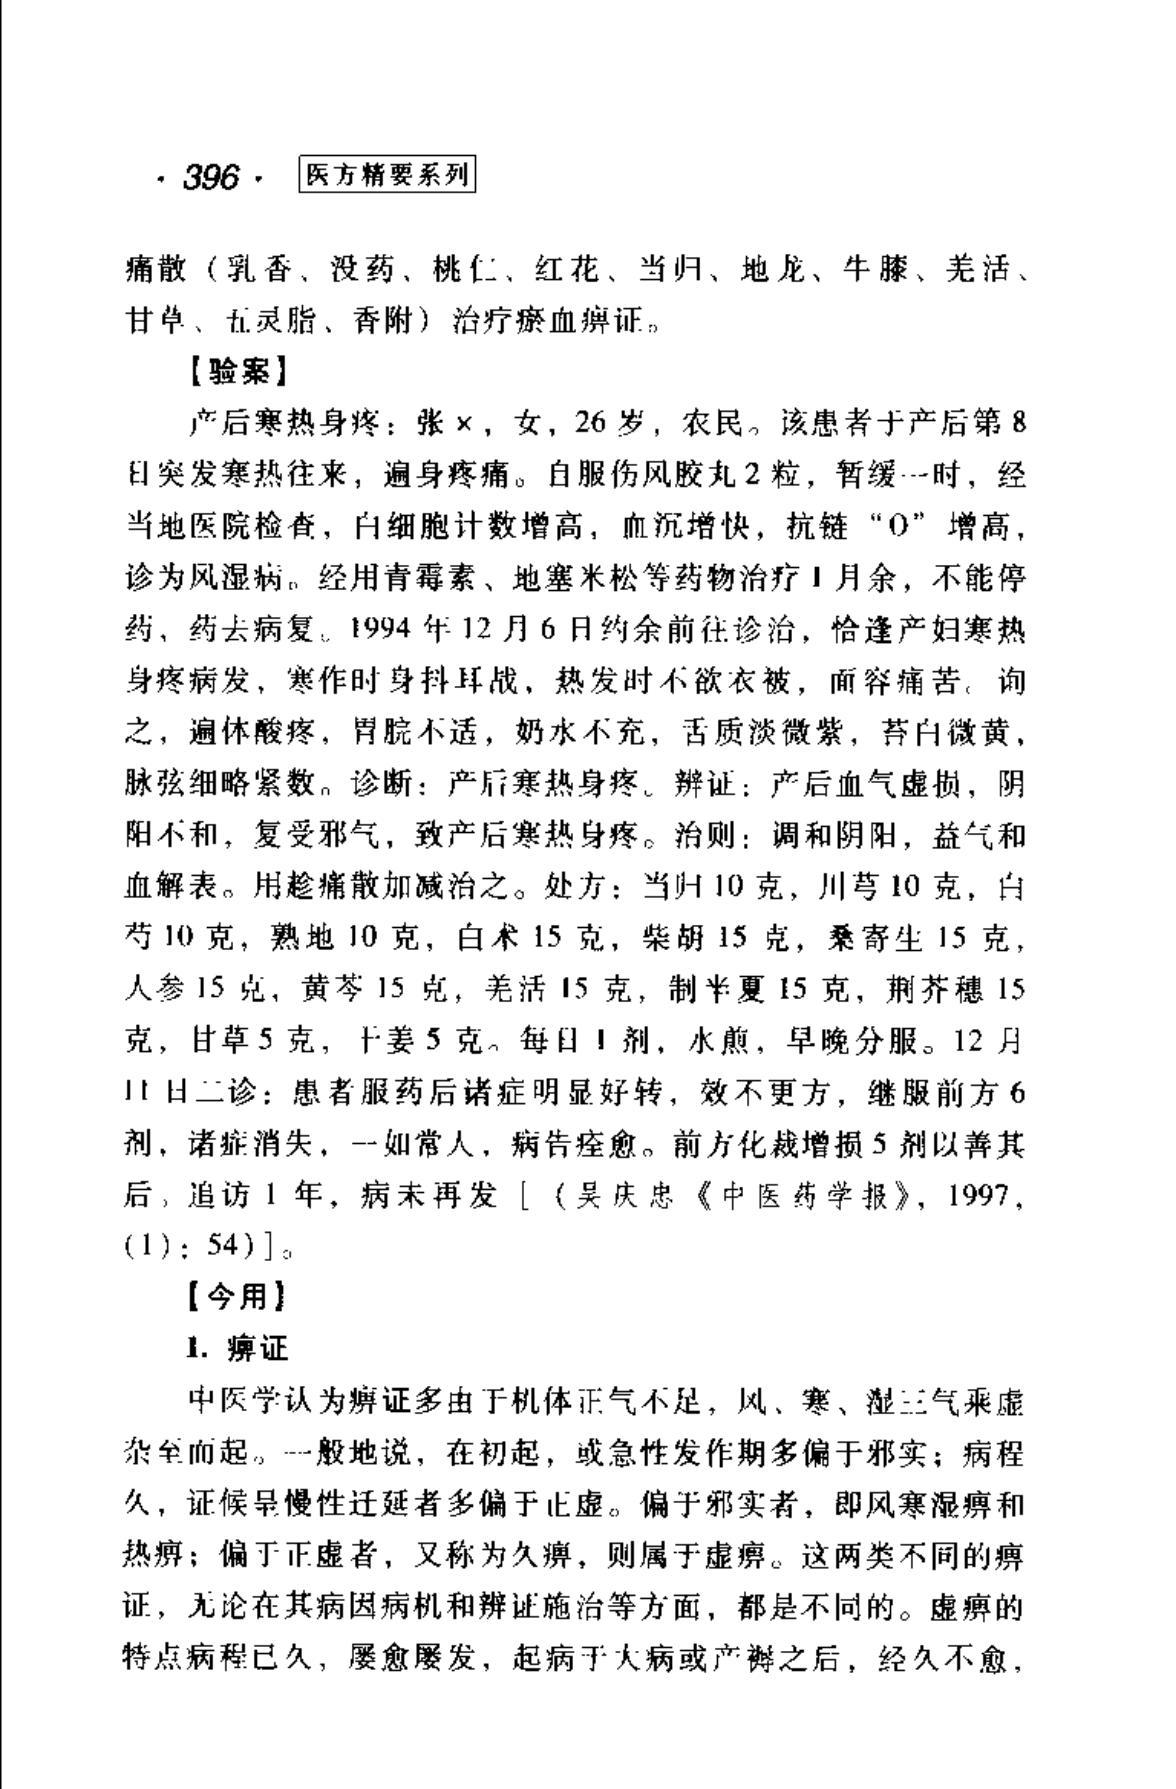 · 396 · 医方精要系列
痛散（乳香、没药、桃仁、红花、当归、地龙、牛膝、羌活、
甘草、五灵脂、香附）治疗瘀血痹证。
【验案】
产后寒热身疼：张×，女，26岁，农民。该患者于产后第8
日突发寒热往来，遍身疼痛。自服伤风胶丸2粒，暂缓一时，经
当地医院检查，白细胞计数增高，血沉增快，抗链“O”增高，
诊为风湿病。经用青霉素、地塞米松等药物治疗1月余，不能停
药，药去病复。1994年12月6日约余前往诊治，恰逢产妇寒热
身疼病发，寒作时身抖耳战，热发时不欲衣被，面容痛苦。询
之，遍体酸疼，胃脘不适，奶水不充，舌质淡微紫，苔白微黄，
脉弦细略紧数。诊断：产后寒热身疼。辨证：产后血气虚损，阴
阳不和，复受邪气，致产后寒热身疼。治则：调和阴阳，益气和
血解表。用趁痛散加减治之。处方：当归10克，川芎10克，白
芍10克，熟地10克，白术15克，柴胡15克，桑寄生15克，
人参15克，黄芩15克，羌活15克，制半夏15克，荆芥穗15
克，甘草5克，干姜5克。每日1剂，水煎，早晚分服。12月
11日二诊：患者服药后诸症明显好转，效不更方，继服前方6
剂，诸症消失，一如常人，病告痊愈。前方化裁增损5剂以善其
后，追访1年，病未再发［（吴庆忠《中医药学报》，1997，
(1)：54)］。
【今用】
1. 痹证
中医学认为痹证多由于机体正气不足，风、寒、湿三气乘虚
杂至而起。一般地说，在初起，或急性发作期多偏于邪实；病程
久，证候呈慢性迁延者多偏于正虚。偏于邪实者，即风寒湿痹和
热痹；偏于正虚者，又称为久痹，则属于虚痹。这两类不同的痹
证，无论在其病因病机和辨证施治等方面，都是不同的。虚痹的
特点病程已久，屡愈屡发，起病于大病或产褥之后，经久不愈，